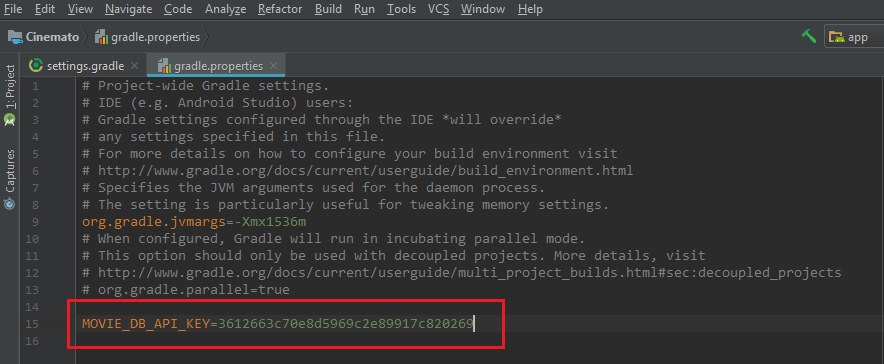 File Edit View Navigate Code Analyze Refactor Build Run Tools VCS Window Help
Cinemato gradle.properties app
settings.gradle gradle.properties
1: Project
Captures
1 # Project-wide Gradle settings.
2 # IDE (e.g. Android Studio) users:
3 # Gradle settings configured through the IDE *will override*
4 # any settings specified in this file.
5 # For more details on how to configure your build environment visit
6 # http://www.gradle.org/docs/current/userguide/build_environment.html
7 # Specifies the JVM arguments used for the daemon process.
8 # The setting is particularly useful for tweaking memory settings.
9 org.gradle.jvmargs=-Xmx1536m
10 # When configured, Gradle will run in incubating parallel mode.
11 # This option should only be used with decoupled projects. More details, visit
12 # http://www.gradle.org/docs/current/userguide/multi_project_builds.html#sec:decoupled_projects
13 # org.gradle.parallel=true
14
15 MOVIE_DB_API_KEY=3612663c70e8d5969c2e89917c820269
16